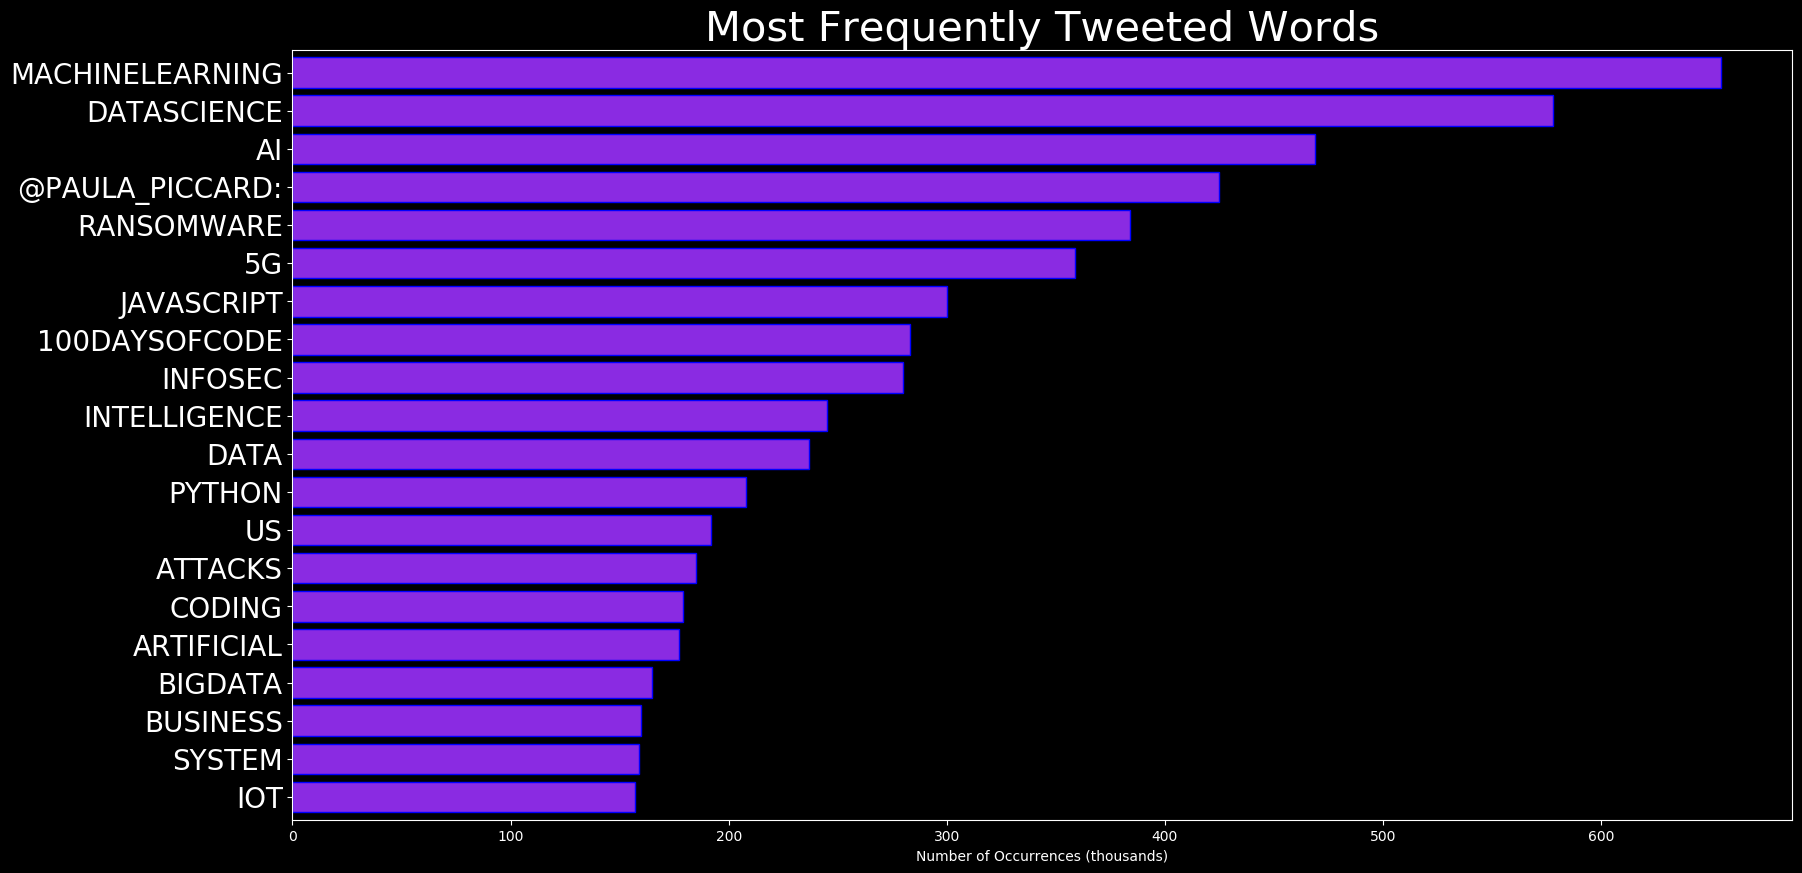 Most Frequently Tweeted Words
MACHINELEARNING
DATASCIENCE
AI
@PAULA_PICCARD:
RANSOMWARE
5G
JAVASCRIPT
100DAYSOFCODE
INFOSEC
INTELLIGENCE
DATA
PYTHON
US
ATTACKS
CODING
ARTIFICIAL
BIGDATA
BUSINESS
SYSTEM
IOT
0 100 200 300 400 500 600
Number of Occurrences (thousands)